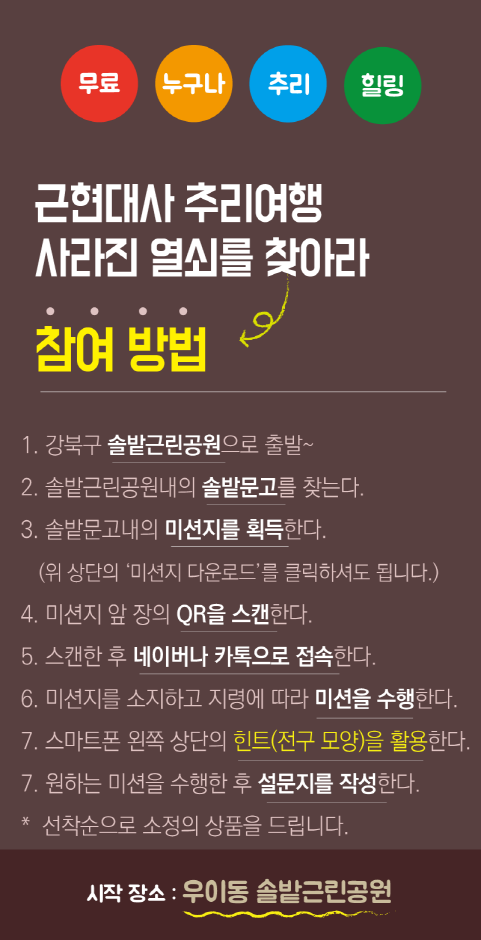 무료 누구나 추리 힐링
근현대사 추리여행
사라진 열쇠를 찾아라
참여 방법
1. 강북구 솔밭근린공원으로 출발~
2. 솔밭근린공원내의 솔밭문고를 찾는다.
3. 솔밭문고내의 미션지를 획득한다.
(위 상단의 ‘미션지 다운로드’를 클릭하셔도 됩니다.)
4. 미션지 앞 장의 QR을 스캔한다.
5. 스캔한 후 네이버나 카톡으로 접속한다.
6. 미션지를 소지하고 지령에 따라 미션을 수행한다.
7. 스마트폰 왼쪽 상단의 힌트(전구 모양)을 활용한다.
7. 원하는 미션을 수행한 후 설문지를 작성한다.
* 선착순으로 소정의 상품을 드립니다.
시작 장소 : 우이동 솔밭근린공원